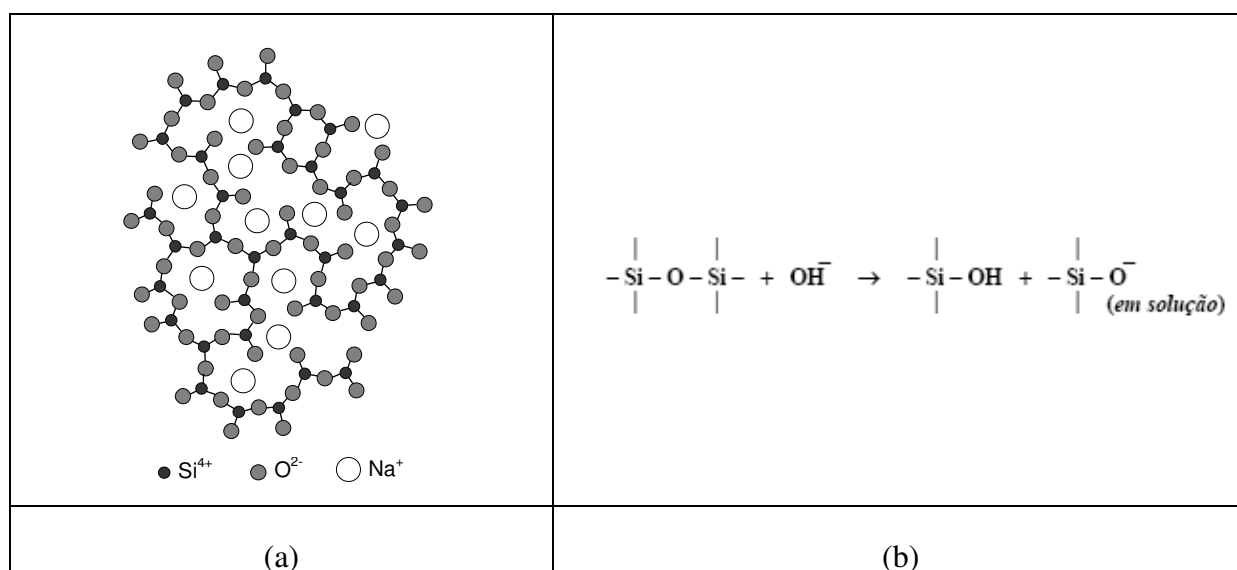 Si⁴⁺ O²⁻ Na⁺
– Si – O – Si – + OH⁻ → – Si – OH + – Si – O⁻
(em solução)
(a) (b)